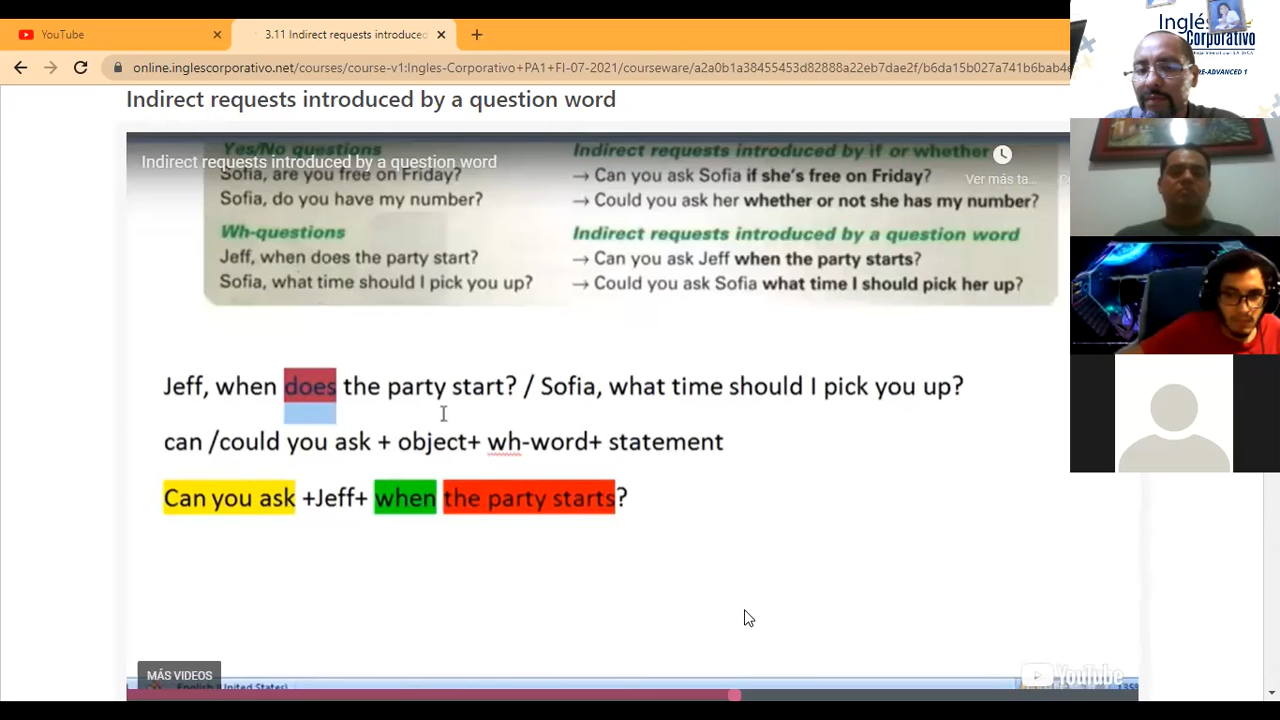 YouTube
3.11 Indirect requests introduced
online.inglescorporativo.net/courses/course-v1:Ingles-Corporativo+PA1+FI-07-2021/courseware/a2a0b1a38455453d82888a22eb7dae2f/b6da15b027a741b6bab4e
Inglés
Corporativo
RE-ADVANCED 1
Indirect requests introduced by a question word
Indirect requests introduced by a question word
Yes/No questions
Sofia, are you free on Friday?
Sofia, do you have my number?
Wh-questions
Jeff, when does the party start?
Sofia, what time should I pick you up?
Indirect requests introduced by if or whether
→ Can you ask Sofia if she's free on Friday?
→ Could you ask her whether or not she has my number?
Indirect requests introduced by a question word
→ Can you ask Jeff when the party starts?
→ Could you ask Sofia what time I should pick her up?
Ver más ta...
Jeff, when does the party start? / Sofia, what time should I pick you up?
can /could you ask + object+ wh-word+ statement
Can you ask +Jeff+ when the party starts?
MÁS VIDEOS
YouTube
English (United States)